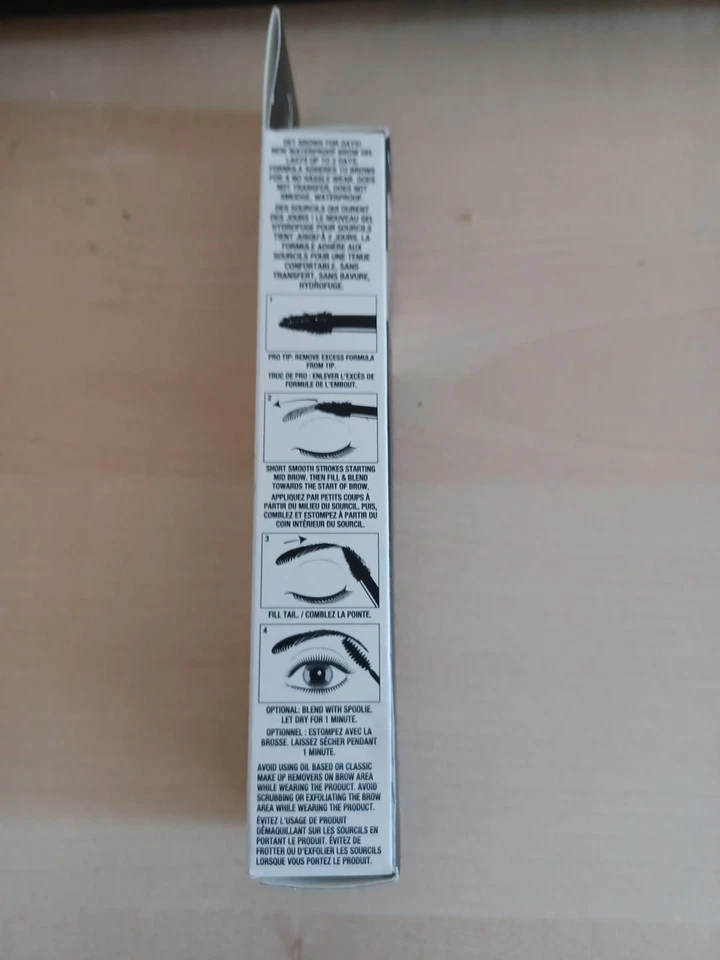 GET BROWS FOR DAYS!
NEW WATERPROOF BROW GEL
LASTS UP TO 2 DAYS,
FORMULA ADHERES TO BROWS
FOR A NO HASSLE WEAR. DOES
NOT TRANSFER, DOES NOT
SMUDGE, WATERPROOF.
DES SOURCILS QUI DURENT
DES JOURS ! LE NOUVEAU GEL
HYDROFUGE POUR SOURCILS
TIENT JUSQU'À 2 JOURS. LA
FORMULE ADHÈRE AUX
SOURCILS POUR UNE TENUE
CONFORTABLE, SANS
TRANSFERT, SANS BAVURE,
HYDROFUGE.
1
PRO TIP: REMOVE EXCESS FORMULA
FROM TIP.
TRUC DE PRO : ENLEVER L'EXCÈS DE
FORMULE DE L'EMBOUT.
2
SHORT SMOOTH STROKES STARTING
MID BROW. THEN FILL & BLEND
TOWARDS THE START OF BROW.
APPLIQUEZ PAR PETITS COUPS À
PARTIR DU MILIEU DU SOURCIL. PUIS,
COMBLEZ ET ESTOMPEZ À PARTIR DU
COIN INTÉRIEUR DU SOURCIL.
3
FILL TAIL. / COMBLEZ LA POINTE.
4
OPTIONAL: BLEND WITH SPOOLIE.
LET DRY FOR 1 MINUTE.
OPTIONNEL : ESTOMPEZ AVEC LA
BROSSE. LAISSEZ SÉCHER PENDANT
1 MINUTE.
AVOID USING OIL BASED OR CLASSIC
MAKE UP REMOVERS ON BROW AREA
WHILE WEARING THE PRODUCT. AVOID
SCRUBBING OR EXFOLIATING THE BROW
AREA WHILE WEARING THE PRODUCT.
ÉVITEZ L'USAGE DE PRODUIT
DÉMAQUILLANT SUR LES SOURCILS EN
PORTANT LE PRODUIT. ÉVITEZ DE
FROTTER OU D'EXFOLIER LES SOURCILS
LORSQUE VOUS PORTEZ LE PRODUIT.